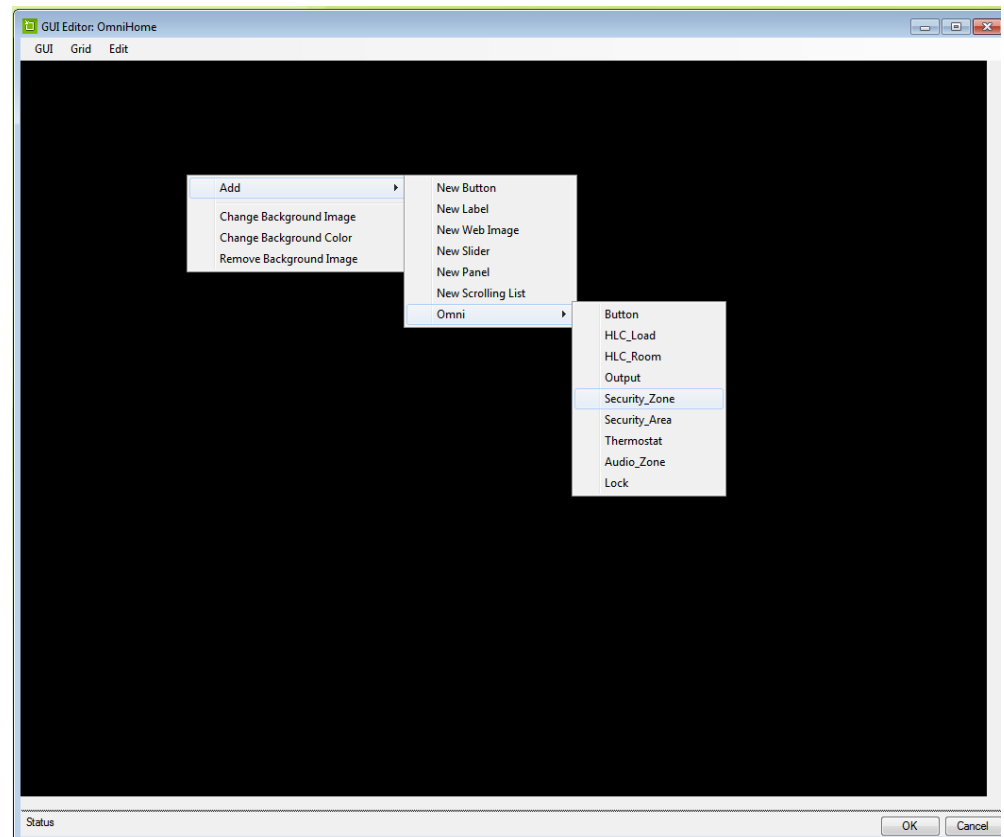 GUI Editor: OmniHome
GUI Grid Edit
Add
Change Background Image
Change Background Color
Remove Background Image
New Button
New Label
New Web Image
New Slider
New Panel
New Scrolling List
Omni
Button
HLC_Load
HLC_Room
Output
Security_Zone
Security_Area
Thermostat
Audio_Zone
Lock
Status
OK Cancel